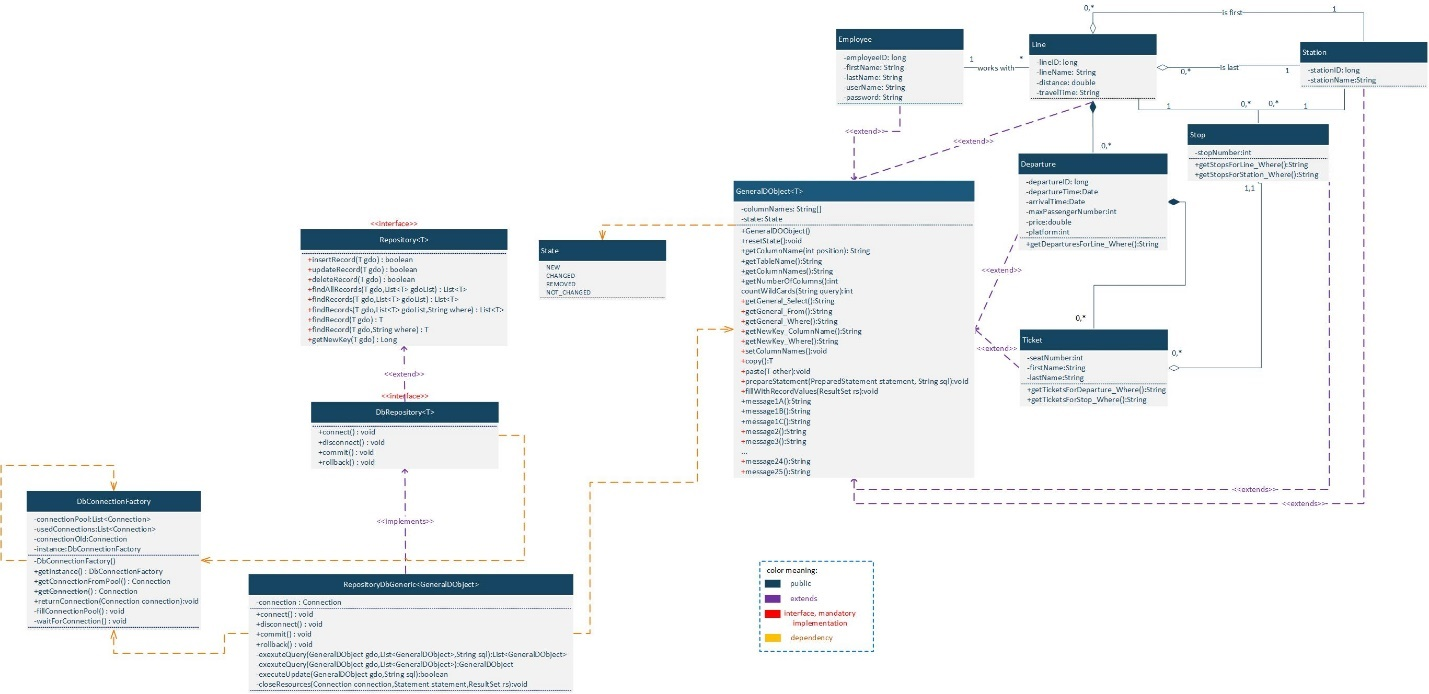 0,*
is first
1
Employee
-employeeID: long
-firstName: String
-lastName: String
-userName: String
-password: String
1
works with
*
Line
-lineID: long
-lineName: String
-distance: double
-travelTime: String
0,*
is last
1
Station
-stationID: long
-stationName:String
1
0,*
0,*
1
Stop
-stopNumber:int
+getStopsForLine_Where():String
+getStopsForStation_Where():String
1,1
<<extend>>
<<extend>>
0,*
Departure
-departureID: long
-departureTime:Date
-arrivalTime:Date
-maxPassengerNumber:int
-price:double
-platform:int
+getDeparturesForLine_Where():String
<<extend>>
<<extend>>
0,*
Ticket
-seatNumber:int
-firstName:String
-lastName:String
+getTicketsForDeparture_Where():String
+getTicketsForStop_Where():String
0,*
GeneralDObject<T>
-columnNames: String[]
-state: State
+GeneralDOObject()
+resetState():void
+getColumnName(int position): String
+getTableName():String
+getColumnNames():String
+getNumberOfColumns():int
countWildCards(String query):int
+getGeneral_Select():String
+getGeneral_From():String
+getGeneral_Where():String
+getNewKey_ColumnName():String
+getNewKey_Where():String
+setColumnNames():void
+copy():T
+paste(T other):void
+prepareStatement(PreparedStatement statement, String sql):void
+fillWithRecordValues(ResultSet rs):void
+message1A():String
+message1B():String
+message1C():String
+message2():String
+message3():String
...
+message24():String
+message25():String
<<extends>>
<<extends>>
State
NEW
CHANGED
REMOVED
NOT_CHANGED
<<interface>>
Repository<T>
+insertRecord(T gdo) : boolean
+updateRecord(T gdo) : boolean
+deleteRecord(T gdo) : boolean
+findAllRecords(T gdo,List<T> gdoList) : List<T>
+findRecords(T gdo,List<T> gdoList) : List<T>
+findRecords(T gdo,List<T> gdoList,String where) : List<T>
+findRecord(T gdo) : T
+findRecord(T gdo,String where) : T
+getNewKey(T gdo) : Long
<<extend>>
<<interface>>
DbRepository<T>
+connect() : void
+disconnect() : void
+commit() : void
+rollback() : void
<<implements>>
DbConnectionFactory
-connectionPool:List<Connection>
-usedConnections:List<Connection>
-connectionOld:Connection
-instance:DbConnectionFactory
-DbConnectionFactory()
+getInstance() : DbConnectionFactory
+getConnectionFromPool() : Connection
+getConnection() : Connection
+returnConnection(Connection connection):void
-fillConnectionPool() : void
-waitForConnection() : void
RepositoryDbGeneric<GeneralDObject>
-connection : Connection
+connect() : void
+disconnect() : void
+commit() : void
+rollback() : void
-exexuteQuery(GeneralDObject gdo,List<GeneralDObject>,String sql):List<GeneralDObject>
-exexuteQuery(GeneralDObject gdo,List<GeneralDObject>):GeneralDObject
-executeUpdate(GeneralDObject gdo,String sql):boolean
-closeResources(Connection connection,Statement statement,ResultSet rs):void
color meaning:
public
extends
interface, mandatory
implementation
dependency